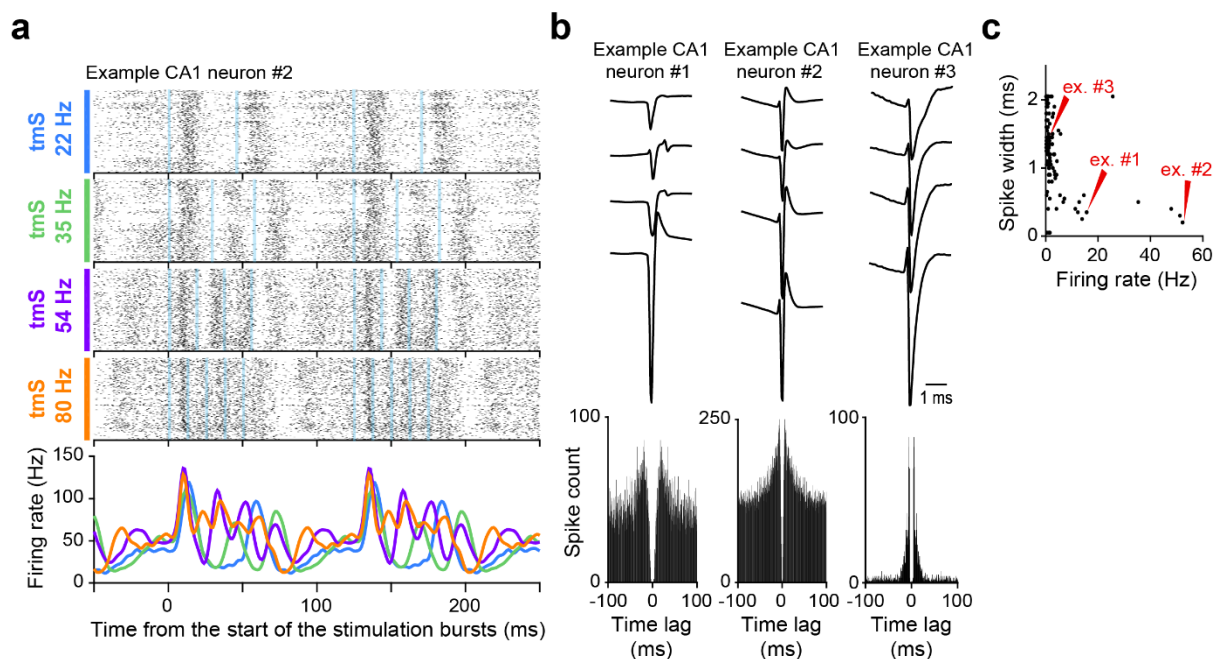 a
Example CA1 neuron #2
tmS
22 Hz
tmS
35 Hz
tmS
54 Hz
tmS
80 Hz
Firing rate (Hz)
150
100
50
0
0
100
200
Time from the start of the stimulation bursts (ms)
b
Example CA1
neuron #1
Example CA1
neuron #2
Example CA1
neuron #3
1 ms
Spike count
100
0
250
0
100
0
-100 0 100
-100 0 100
-100 0 100
Time lag
(ms)
Time lag
(ms)
Time lag
(ms)
c
Spike width (ms)
2
1
0
ex. #3
ex. #1
ex. #2
0 20 40 60
Firing rate (Hz)